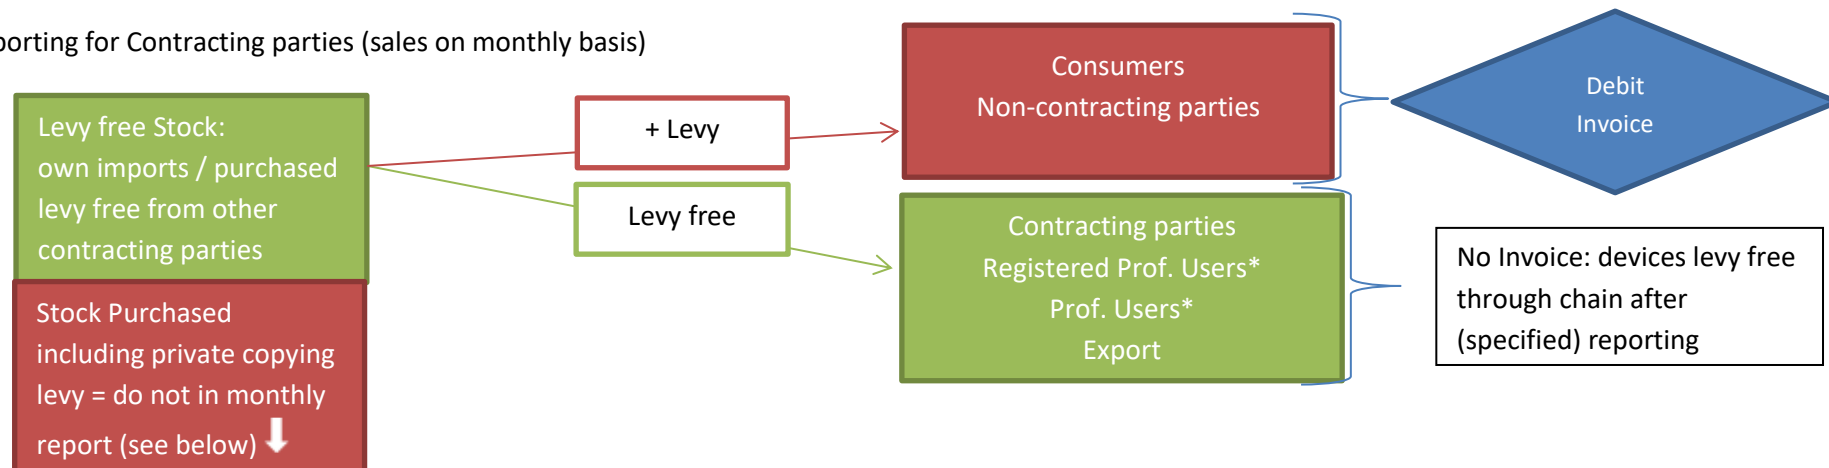 porting for Contracting parties (sales on monthly basis)
Levy free Stock:
own imports / purchased
levy free from other
contracting parties
Stock Purchased
including private copying
levy = do not in monthly
report (see below)
+ Levy
Levy free
Consumers
Non-contracting parties
Contracting parties
Registered Prof. Users*
Prof. Users*
Export
Debit
Invoice
No Invoice: devices levy free
through chain after
(specified) reporting